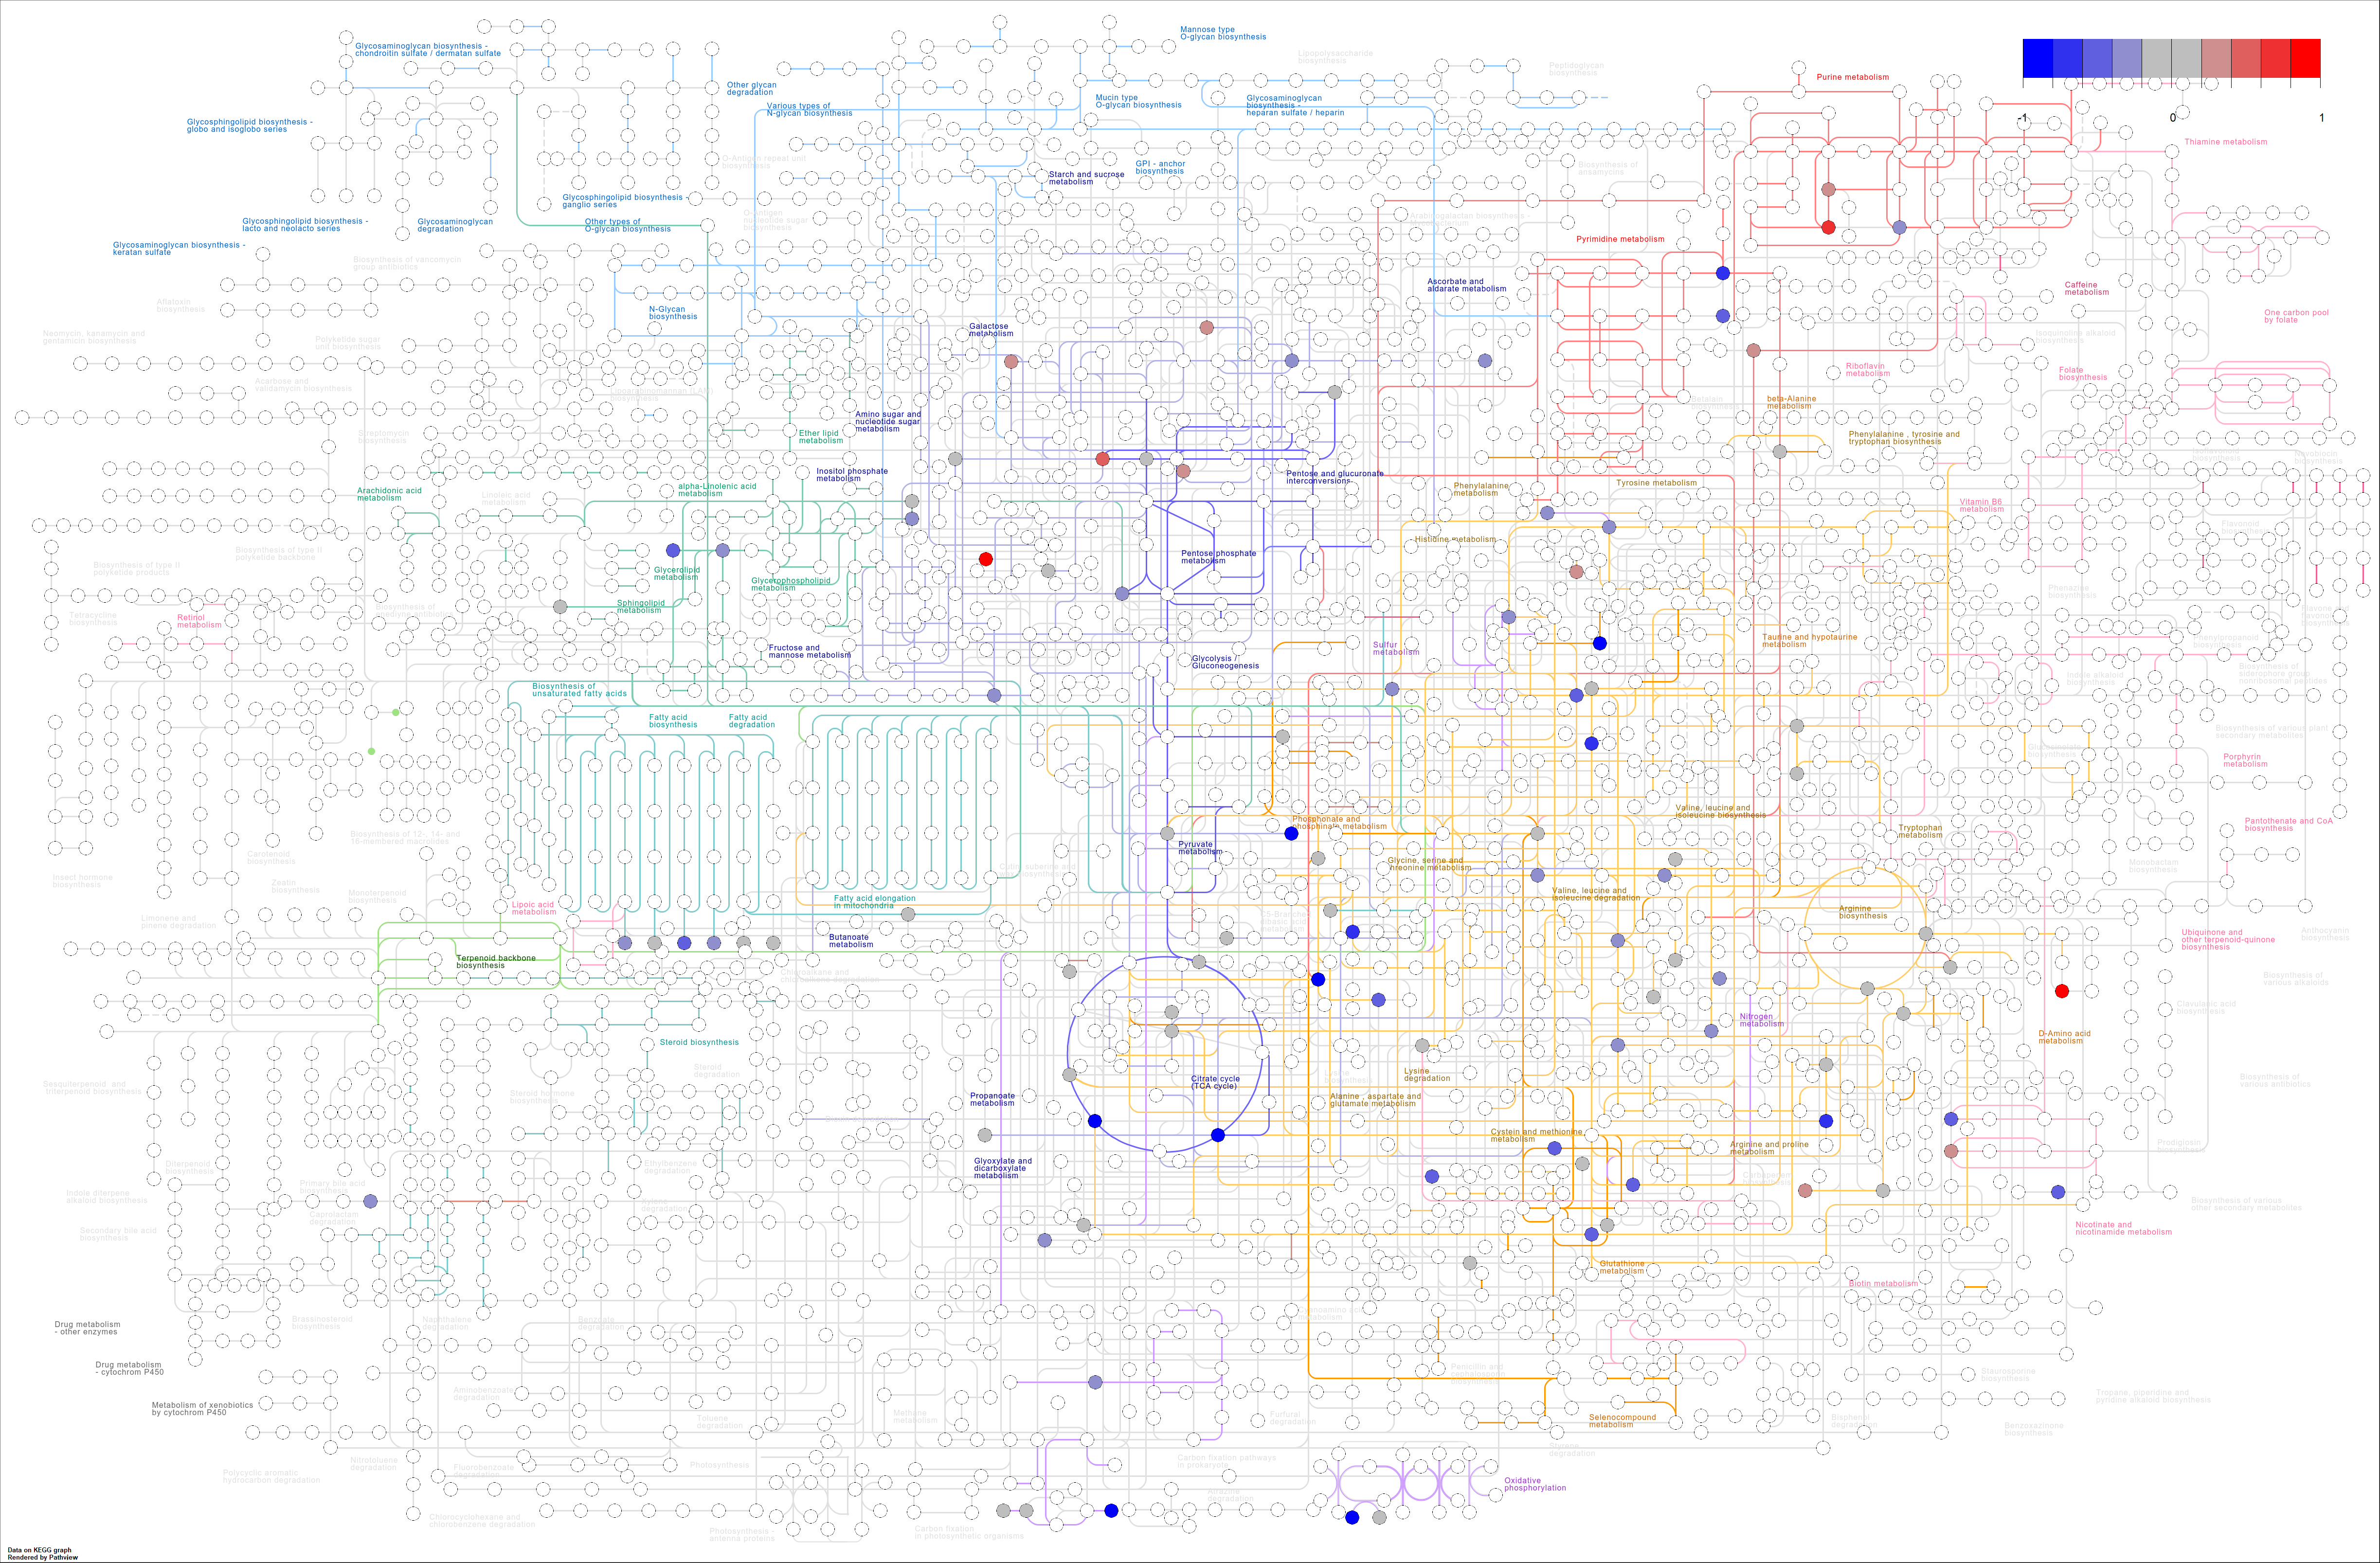 Glycosaminoglycan biosynthesis -
chondroitin sulfate / dermatan sulfate
Mannose type
O-glycan biosynthesis
Lipopolysaccharide
biosynthesis
Peptidoglycan
biosynthesis
Purine metabolism
-1
0
1
Other glycan
degradation
Various types of
N-glycan biosynthesis
Mucin type
O-glycan biosynthesis
Glycosaminoglycan
biosynthesis -
heparan sulfate / heparin
Glycosphingolipid biosynthesis -
globo and isoglobo series
Thiamine metabolism
O-Antigen repeat unit
biosynthesis
GPI - anchor
biosynthesis
Starch and sucrose
metabolism
Biosynthesis of
ansamycins
Glycosphingolipid biosynthesis -
ganglio series
Glycosphingolipid biosynthesis -
lacto and neolacto series
Glycosaminoglycan
degradation
Other types of
O-glycan biosynthesis
O-Antigen
nucleotide sugar
biosynthesis
Arabinogalactan biosynthesis -
Glycosaminoglycan biosynthesis -
keratan sulfate
Pyrimidine metabolism
Biosynthesis of vancomycin
group antibiotics
Ascorbate and
aldarate metabolism
Caffeine
metabolism
Aflatoxin
biosynthesis
N-Glycan
biosynthesis
One carbon pool
by folate
Neomycin, kanamycin and
gentamicin biosynthesis
Polyketide sugar
unit biosynthesis
Galactose
metabolism
Isoquinoline alkaloid
biosynthesis
Riboflavin
metabolism
Folate
biosynthesis
Acarbose and
validamycin biosynthesis
Betalain
biosynthesis
beta-Alanine
metabolism
Amino sugar and
nucleotide sugar
metabolism
Streptomycin
biosynthesis
Ether lipid
metabolism
Phenylalanine , tyrosine and
tryptophan biosynthesis
Novobiocin
biosynthesis
Inositol phosphate
metabolism
Pentose and glucuronate
interconversions
Arachidonic acid
metabolism
Linoleic acid
metabolism
alpha-Linolenic acid
metabolism
Phenylalanine
metabolism
Tyrosine metabolism
Vitamin B6
metabolism
Flavonoid
Histidine metabolism
Biosynthesis of type II
polyketide backbone
Biosynthesis of type II
polyketide products
Glycerolipid
metabolism
Glycerophospholipid
metabolism
Pentose phosphate
metabolism
Phenazine
biosynthesis
Sphingolipid
metabolism
Tetracycline
biosynthesis
Biosynthesis of
enediyne antibiotics
Retinol
metabolism
Taurine and hypotaurine
metabolism
Phenylpropanoid
biosynthesis
Fructose and
mannose metabolism
Sulfur
metabolism
Glycolysis /
Gluconeogenesis
Biosynthesis of
siderophore group
nonribosomal peptides
Indole alkaloid
biosynthesis
Biosynthesis of
unsaturated fatty acids
Fatty acid
biosynthesis
Fatty acid
degradation
Biosynthesis of various plant
secondary metabolites
Glucosinolate
biosynthesis
Porphyrin
metabolism
Valine, leucine and
isoleucine biosynthesis
Phosphonate and
phosphinate metabolism
Pantothenate and CoA
biosynthesis
Tryptophan
metabolism
Biosynthesis of 12-, 14- and
16-membered macrolides
Pyruvate
metabolism
Carotenoid
biosynthesis
Cutin, suberine and
Glycine, serine and
threonine metabolism
Monobactam
biosynthesis
Insect hormone
biosynthesis
Zeatin
biosynthesis
Monoterpenoid
biosynthesis
Valine, leucine and
isoleucine degradation
Fatty acid elongation
in mitochondria
Lipoic acid
metabolism
Arginine
biosynthesis
Limonene and
pinene degradation
Butanoate
metabolism
Ubiquinone and
other terpenoid-quinone
biosynthesis
Anthocyanin
biosynthesis
Terpenoid backbone
biosynthesis
Chloroalkane and
Biosynthesis of
various alkaloids
Clavulanic acid
biosynthesis
Nitrogen
metabolism
D-Amino acid
metabolism
Steroid biosynthesis
Steroid
degradation
Lysine
degradation
Citrate cycle
(TCA cycle)
Biosynthesis of
various antibiotics
Sesquiterpenoid and
triterpenoid biosynthesis
Steroid hormone
biosynthesis
Propanoate
metabolism
Alanine , aspartate and
glutamate metabolism
Cystein and methionine
metabolism
Arginine and proline
metabolism
Prodigiosin
Diterpenoid
biosynthesis
Ethylbenzene
degradation
Glyoxylate and
dicarboxylate
metabolism
Primary bile acid
biosynthesis
Indole diterpene
alkaloid biosynthesis
Biosynthesis of various
other secondary metabolites
Caprolactam
degradation
Secondary bile acid
biosynthesis
Nicotinate and
nicotinamide metabolism
Glutathione
metabolism
Biotin metabolism
Drug metabolism
- other enzymes
Brassinosteroid
biosynthesis
Naphthalene
degradation
Benzoate
degradation
Drug metabolism
- cytochrom P450
Penicillin and
Staurosporine
biosynthesis
Aminobenzoate
degradation
Tropane, piperidine and
pyridine alkaloid biosynthesis
Metabolism of xenobiotics
by cytochrom P450
Methane
metabolism
Toluene
degradation
Furfural
degradation
Selenocompound
metabolism
Bisphenol
degradation
Benzoxazinone
biosynthesis
Styrene
degradation
Nitrotoluene
degradation
Fluorobenzoate
degradation
Photosynthesis
Carbon fixation pathways
in prokaryote
Polycyclic aromatic
hydrocarbon degradation
Oxidative
phosphorylation
Atrazine
degradation
Chlorocyclohexane and
chlorobenzene degradation
Photosynthesis -
antenna proteins
Carbon fixation
in photosynthetic organisms
Data on KEGG graph
Rendered by Pathview